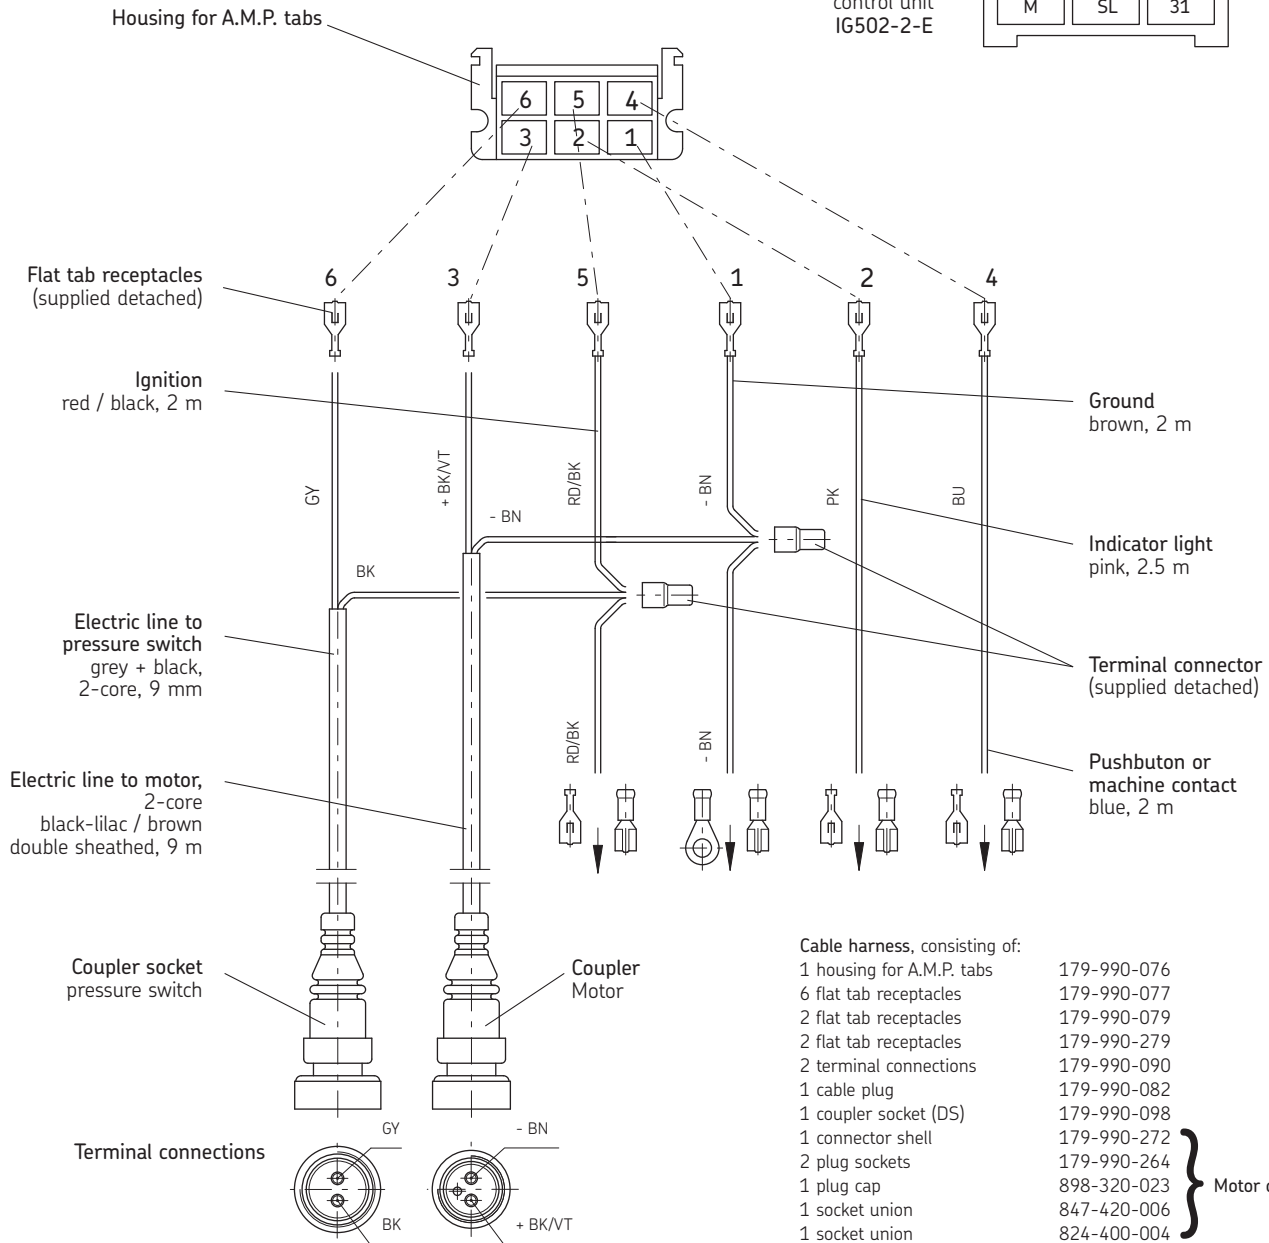 Housing for A.M.P. tabs
control unit
IG502-2-E
M SL 31
6 5 4
3 2 1
Flat tab receptacles
(supplied detached)
6 3 5 1 2 4
Ignition
red / black, 2 m
Ground
brown, 2 m
GY
+ BK/VT
RD/BK
- BN
PK
BU
- BN
BK
Indicator light
pink, 2.5 m
Electric line to
pressure switch
grey + black,
2-core, 9 mm
Terminal connector
(supplied detached)
RD/BK
- BN
Electric line to motor,
2-core
black-lilac / brown
double sheathed, 9 m
Pushbuton or
machine contact
blue, 2 m
Coupler socket
pressure switch
Coupler
Motor
Terminal connections
GY
BK
- BN
+ BK/VT
Cable harness, consisting of:
1 housing for A.M.P. tabs 179-990-076
6 flat tab receptacles 179-990-077
2 flat tab receptacles 179-990-079
2 flat tab receptacles 179-990-279
2 terminal connections 179-990-090
1 cable plug 179-990-082
1 coupler socket (DS) 179-990-098
1 connector shell 179-990-272
2 plug sockets 179-990-264
1 plug cap 898-320-023
1 socket union 847-420-006
1 socket union 824-400-004
Motor